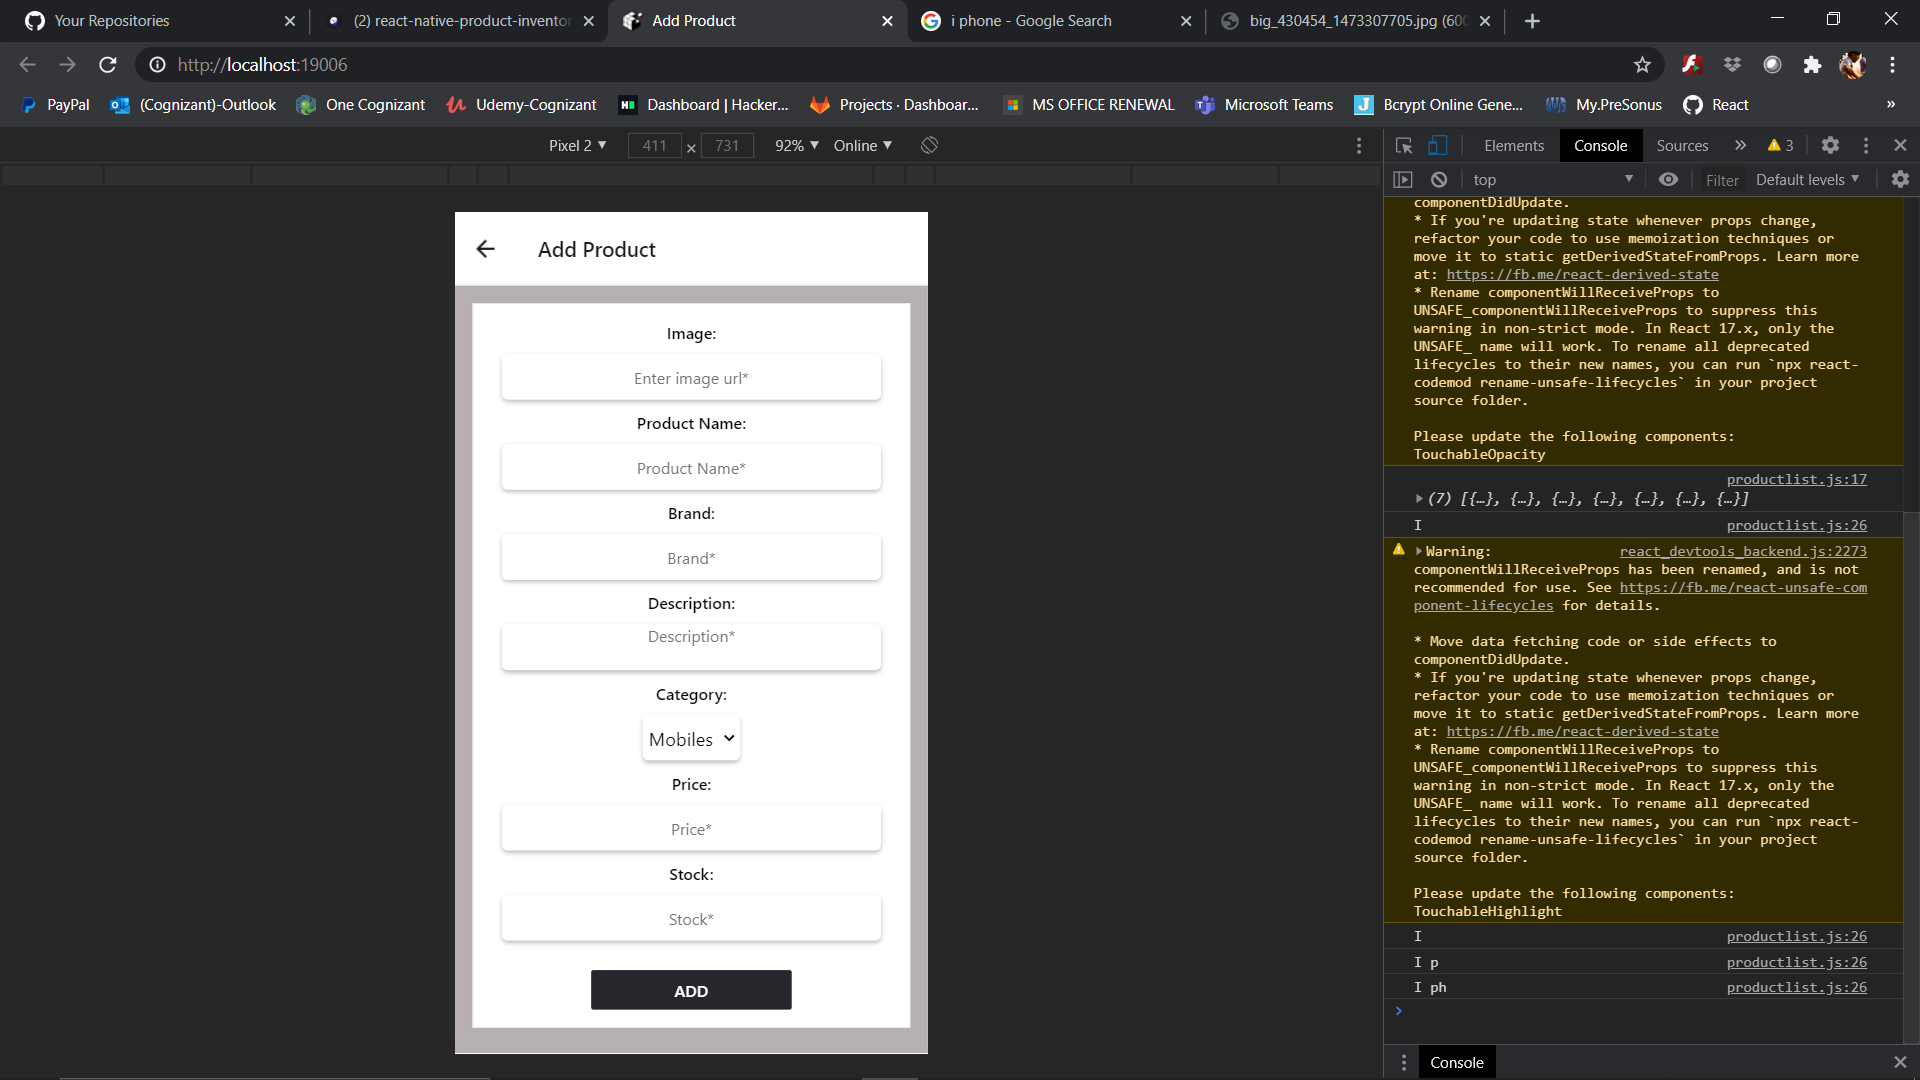 Your Repositories
(2) react-native-product-inventor
Add Product
i phone - Google Search
big_430454_1473307705.jpg (600
http://localhost:19006
PayPal
(Cognizant)-Outlook
One Cognizant
Udemy-Cognizant
Dashboard | Hacker...
Projects · Dashboar...
MS OFFICE RENEWAL
Microsoft Teams
Bcrypt Online Gene...
My.PreSonus
React
»
Pixel 2 ▼
411 x 731
92% ▼
Online ▼
Elements
Console
Sources
»
3
top
Filter
Default levels ▼
Add Product
Image:
Enter image url*
Product Name:
Product Name*
Brand:
Brand*
Description:
Description*
Category:
Mobiles
Price:
Price*
Stock:
Stock*
ADD
componentDidUpdate.
* If you're updating state whenever props change,
refactor your code to use memoization techniques or
move it to static getDerivedStateFromProps. Learn more
at: https://fb.me/react-derived-state
* Rename componentWillReceiveProps to
UNSAFE_componentWillReceiveProps to suppress this
warning in non-strict mode. In React 17.x, only the
UNSAFE_ name will work. To rename all deprecated
lifecycles to their new names, you can run `npx react-
codemod rename-unsafe-lifecycles` in your project
source folder.
Please update the following components:
TouchableOpacity
productlist.js:17
(7) [{…}, {…}, {…}, {…}, {…}, {…}, {…}]
I productlist.js:26
Warning: react_devtools_backend.js:2273
componentWillReceiveProps has been renamed, and is not
recommended for use. See https://fb.me/react-unsafe-com
ponent-lifecycles for details.
* Move data fetching code or side effects to
componentDidUpdate.
* If you're updating state whenever props change,
refactor your code to use memoization techniques or
move it to static getDerivedStateFromProps. Learn more
at: https://fb.me/react-derived-state
* Rename componentWillReceiveProps to
UNSAFE_componentWillReceiveProps to suppress this
warning in non-strict mode. In React 17.x, only the
UNSAFE_ name will work. To rename all deprecated
lifecycles to their new names, you can run `npx react-
codemod rename-unsafe-lifecycles` in your project
source folder.
Please update the following components:
TouchableHighlight
I productlist.js:26
I p productlist.js:26
I ph productlist.js:26
Console